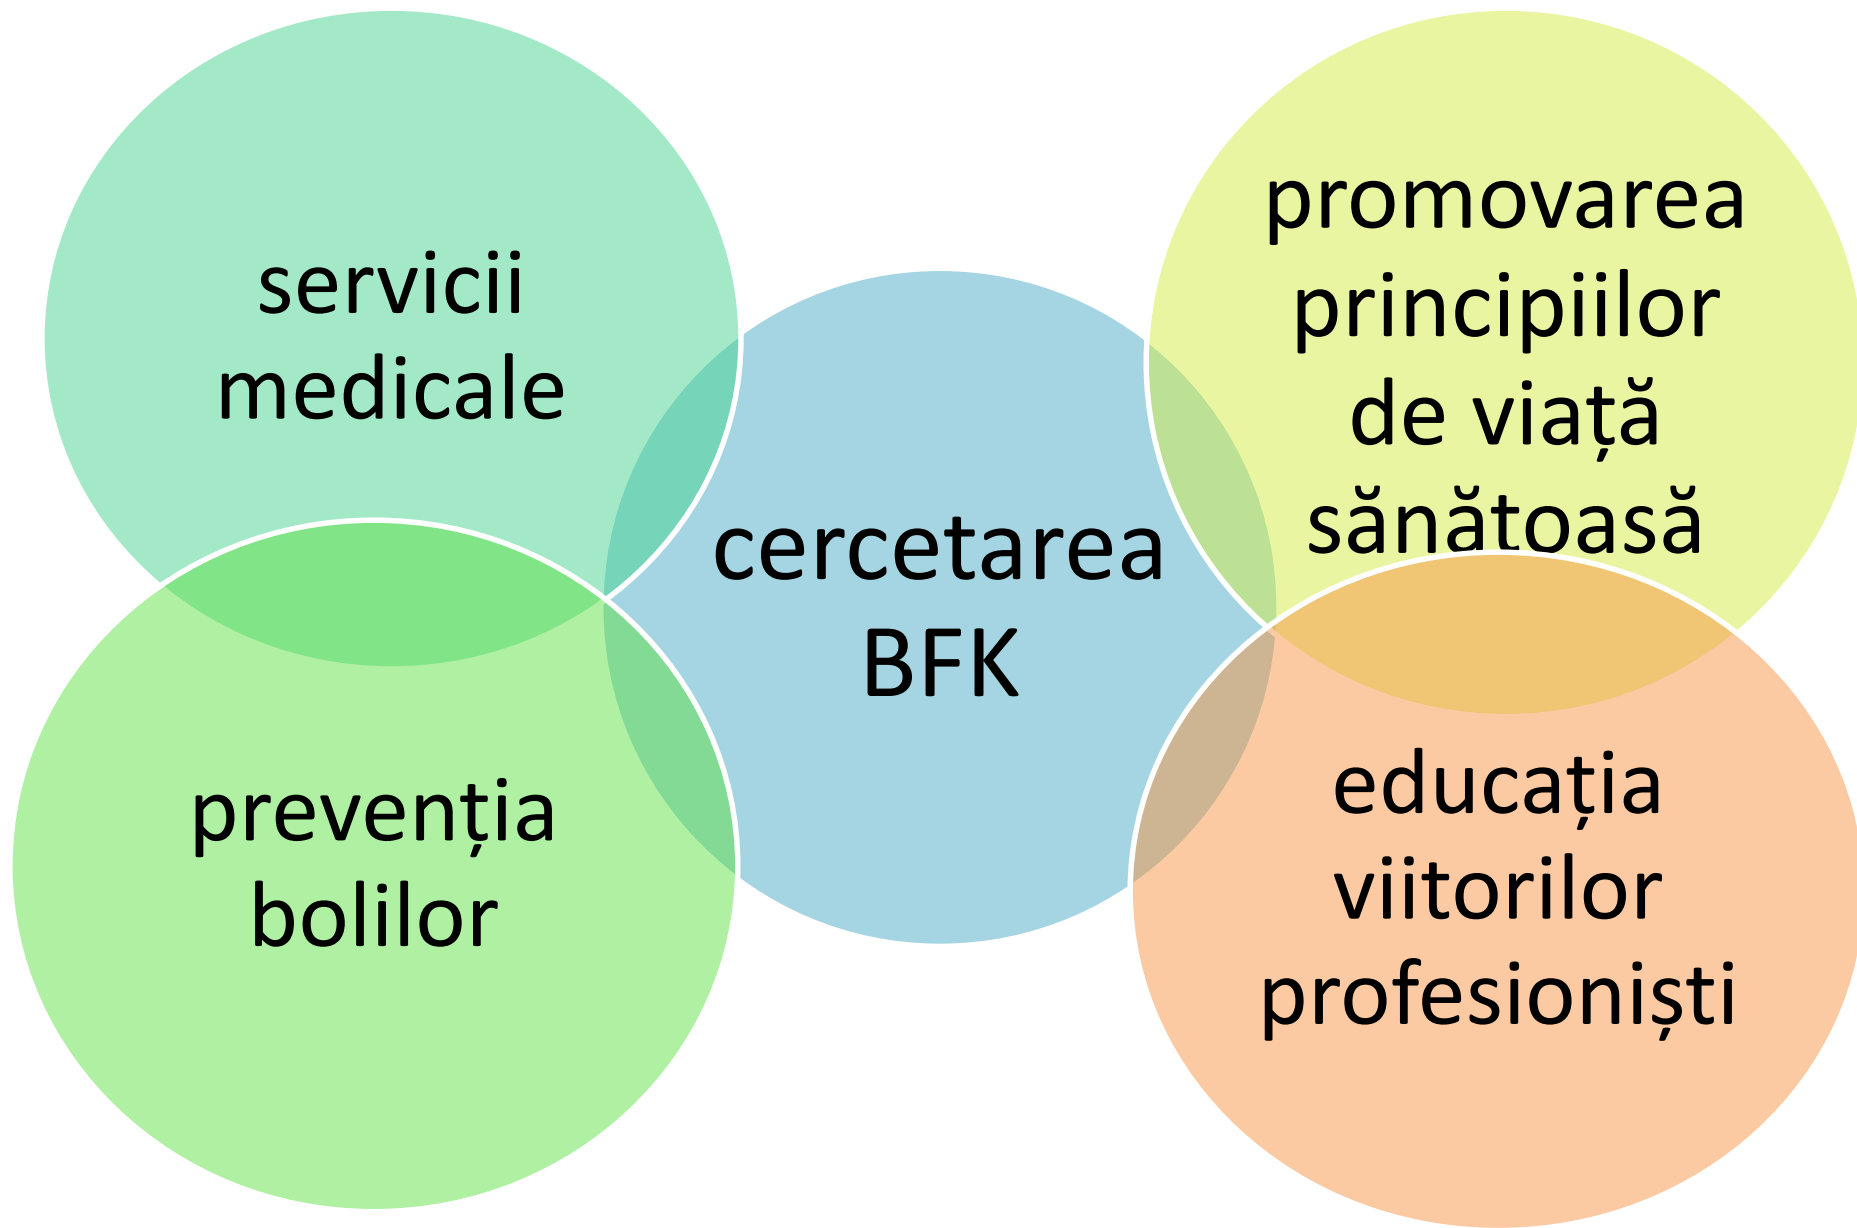 servicii
medicale
promovarea
principiilor
de viață
sănătoasă
cercetarea
BFK
prevenția
bolilor
educația
viitorilor
profesioniști